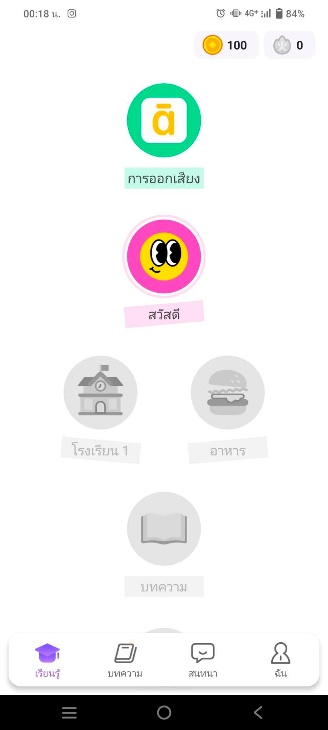 00:18 น.
4G+ 84%
100 0
ā
การออกเสียง
สวัสดี
โรงเรียน 1 อาหาร
บทความ
เรียนรู้ บทความ สนทนา ฉัน